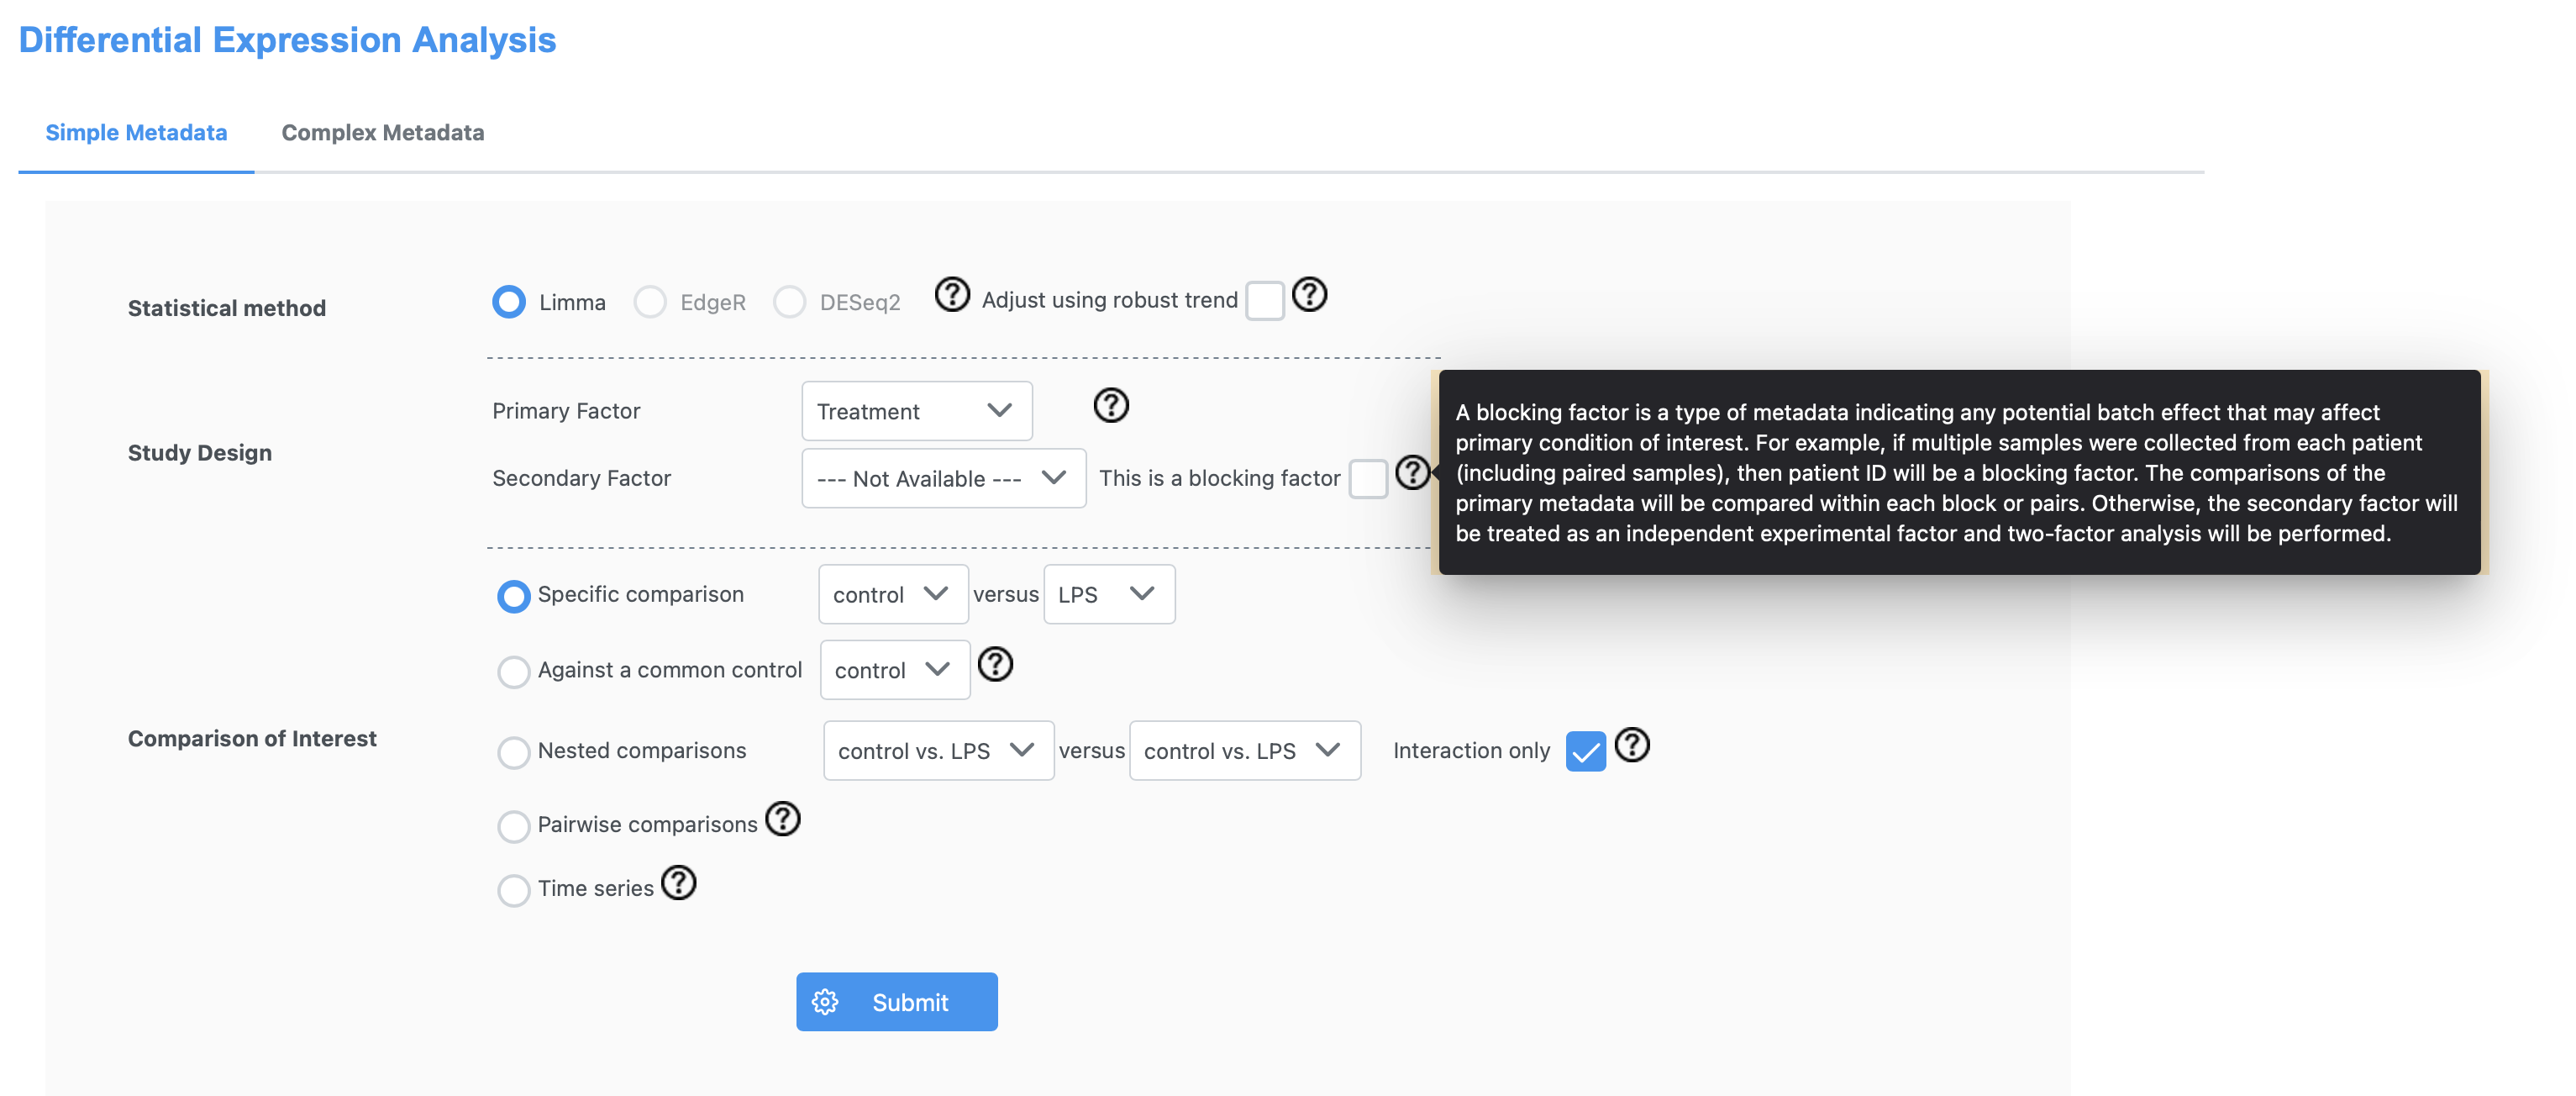 Differential Expression Analysis
Simple Metadata Complex Metadata
Statistical method Limma EdgeR DESeq2 ? Adjust using robust trend ?
Study Design
Primary Factor Treatment ?
Secondary Factor --- Not Available --- This is a blocking factor ?
A blocking factor is a type of metadata indicating any potential batch effect that may affect
primary condition of interest. For example, if multiple samples were collected from each patient
(including paired samples), then patient ID will be a blocking factor. The comparisons of the
primary metadata will be compared within each block or pairs. Otherwise, the secondary factor will
be treated as an independent experimental factor and two-factor analysis will be performed.
Comparison of Interest
Specific comparison control versus LPS
Against a common control control ?
Nested comparisons control vs. LPS versus control vs. LPS Interaction only ?
Pairwise comparisons ?
Time series ?
Submit